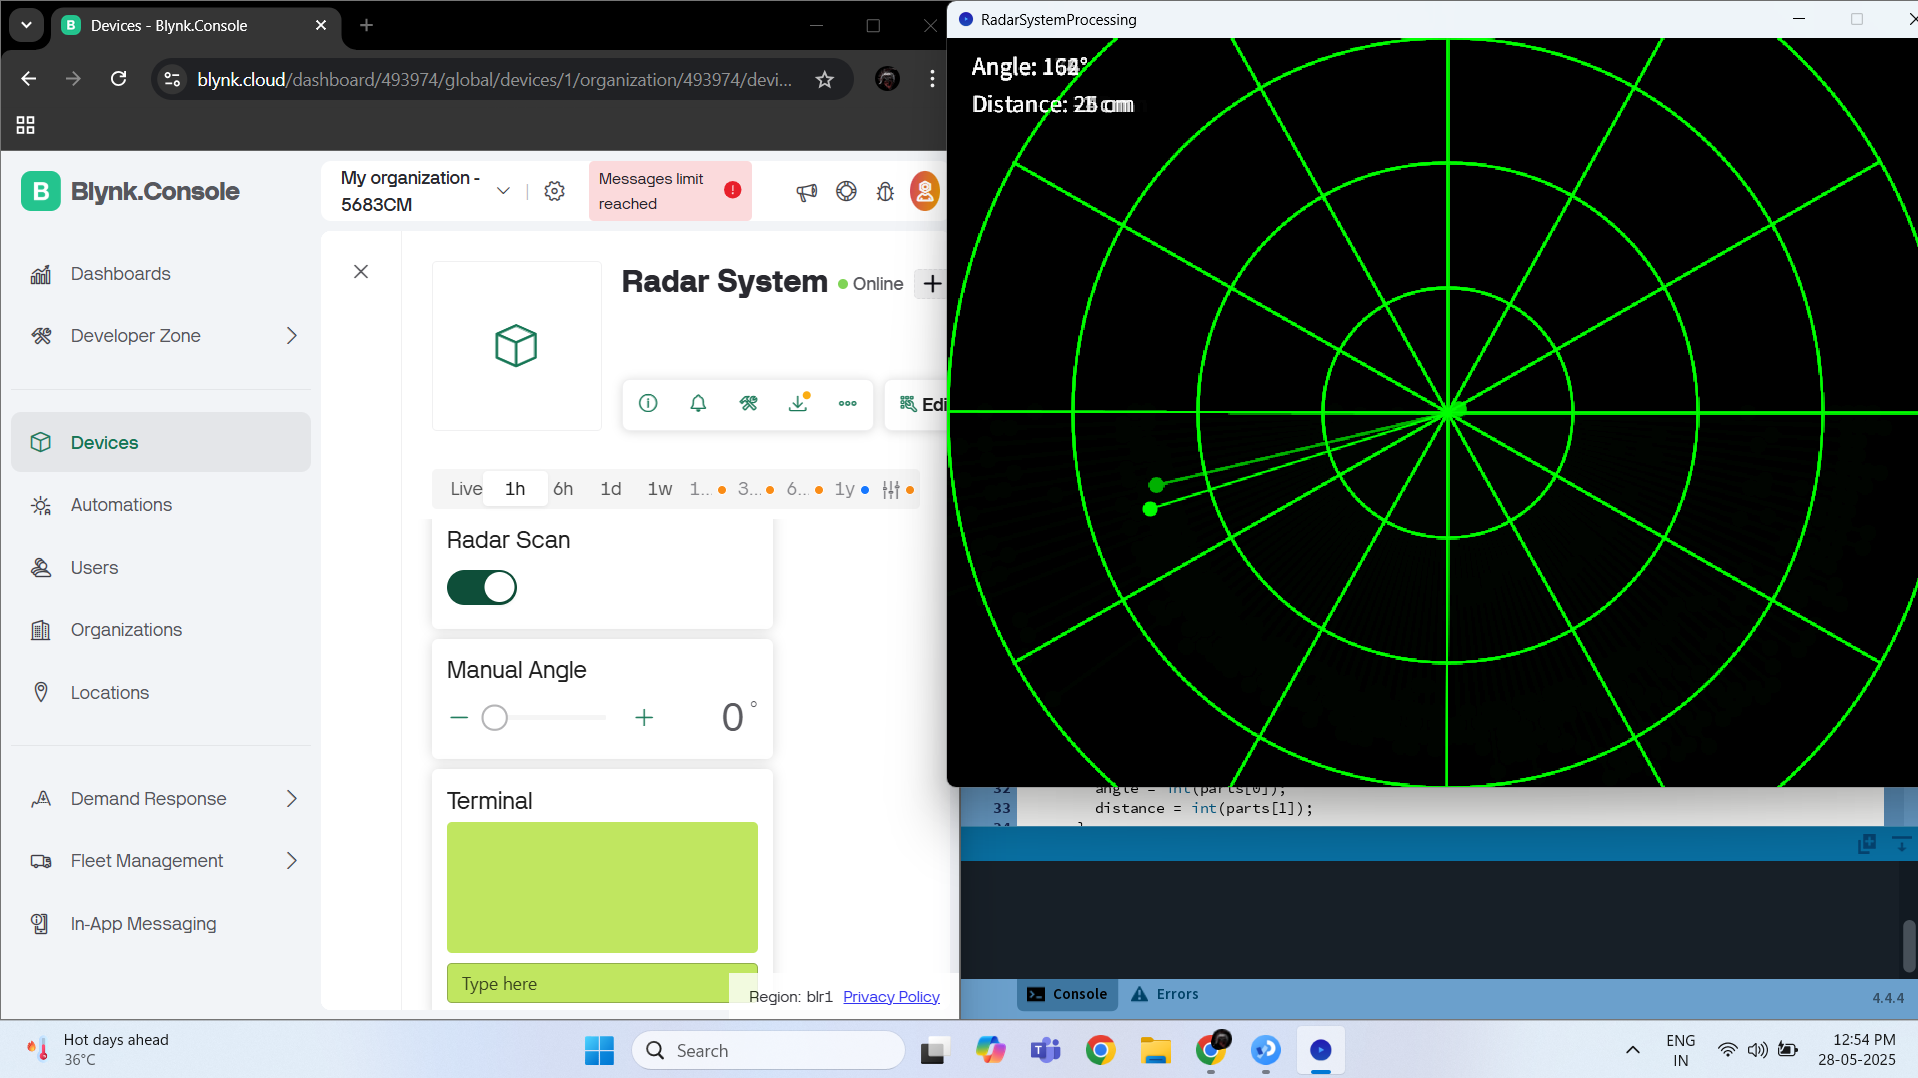 Devices - Blynk.Console
blynk.cloud/dashboard/493974/global/devices/1/organization/493974/devi...
B Blynk.Console
Dashboards
Developer Zone
Devices
Automations
Users
Organizations
Locations
Demand Response
Fleet Management
In-App Messaging
My organization -
5683CM
Messages limit
reached
Radar System
Online
Edi
Live 1h 6h 1d 1w 1... 3... 6... 1y
Radar Scan
Manual Angle
0°
Terminal
Type here
Region: blr1 Privacy Policy
RadarSystemProcessing
Angle:
Distance: cm
32 angle = int(parts[0]);
33 distance = int(parts[1]);
Console Errors
4.4.4
Hot days ahead
36°C
Search
ENG
IN
12:54 PM
28-05-2025